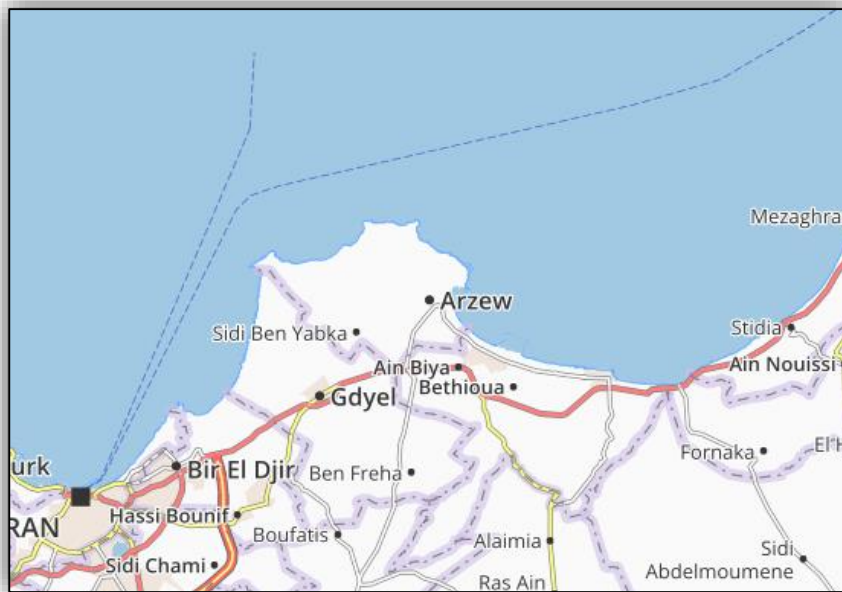 Mezaghra
Arzew
Stidia
Sidi Ben Yabka
Ain Biya
Ain Nouissi
Bethioua
Gdyel
urk
Bir El Djir
Ben Freha
Fornaka
El H
RAN
Hassi Bounif
Boufatis
Alaimia
Sidi
Abdelmoumene
Sidi Chami
Ras Ain